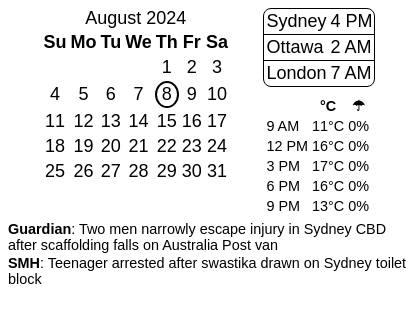 August 2024
Su Mo Tu We Th Fr Sa
1 2 3
4 5 6 7 8 9 10
11 12 13 14 15 16 17
18 19 20 21 22 23 24
25 26 27 28 29 30 31
Sydney 4 PM
Ottawa 2 AM
London 7 AM
°C ☂
9 AM 11°C 0%
12 PM 16°C 0%
3 PM 17°C 0%
6 PM 16°C 0%
9 PM 13°C 0%
Guardian: Two men narrowly escape injury in Sydney CBD
after scaffolding falls on Australia Post van
SMH: Teenager arrested after swastika drawn on Sydney toilet
block